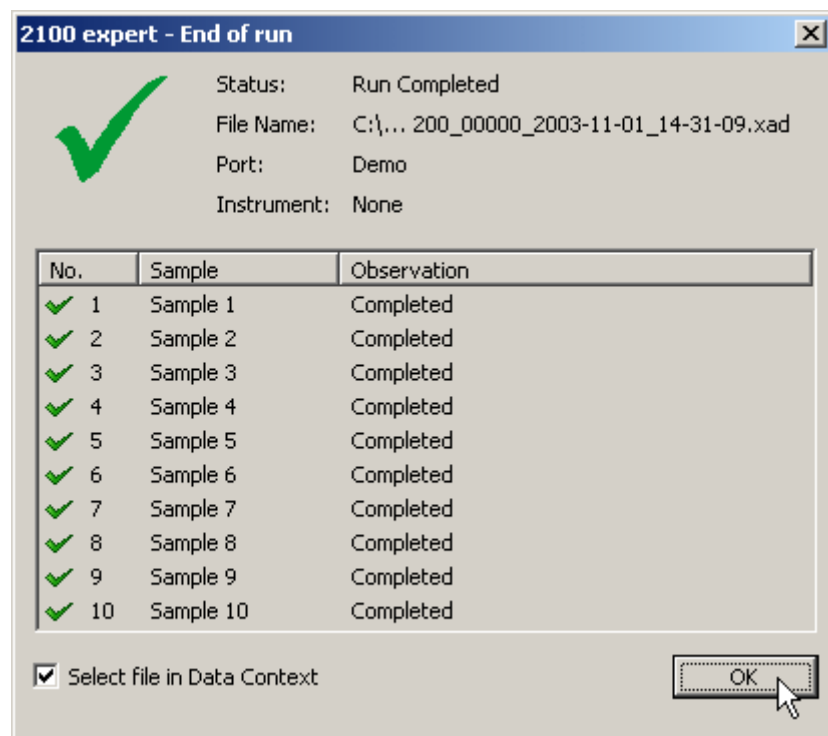 2100 expert - End of run
Status: Run Completed
File Name: C:\... 200_00000_2003-11-01_14-31-09.xad
Port: Demo
Instrument: None
No. Sample Observation
1 Sample 1 Completed
2 Sample 2 Completed
3 Sample 3 Completed
4 Sample 4 Completed
5 Sample 5 Completed
6 Sample 6 Completed
7 Sample 7 Completed
8 Sample 8 Completed
9 Sample 9 Completed
10 Sample 10 Completed
Select file in Data Context OK